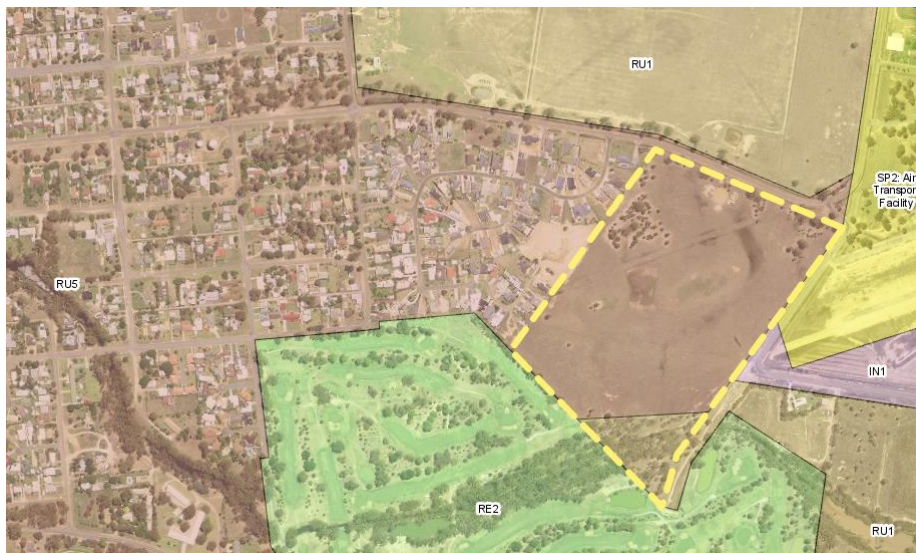 RU1
SP2: Air
Transpor
Facility
RU5
IN1
RE2
RU1